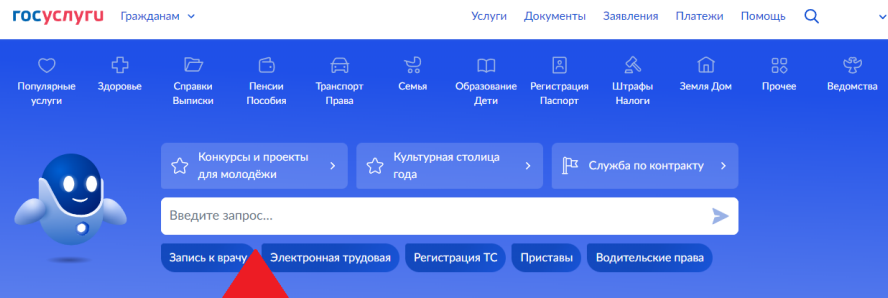 госуслуги Гражданам Услуги Документы Заявления Платежи Помощь
Популярные услуги Здоровье Справки Выписки Пенсии Пособия Транспорт Права Семья Образование Дети Регистрация Паспорт Штрафы Налоги Земля Дом Прочее Ведомства
Конкурсы и проекты для молодёжи
Культурная столица года
Служба по контракту
Введите запрос...
Запись к врачу Электронная трудовая Регистрация ТС Приставы Водительские права